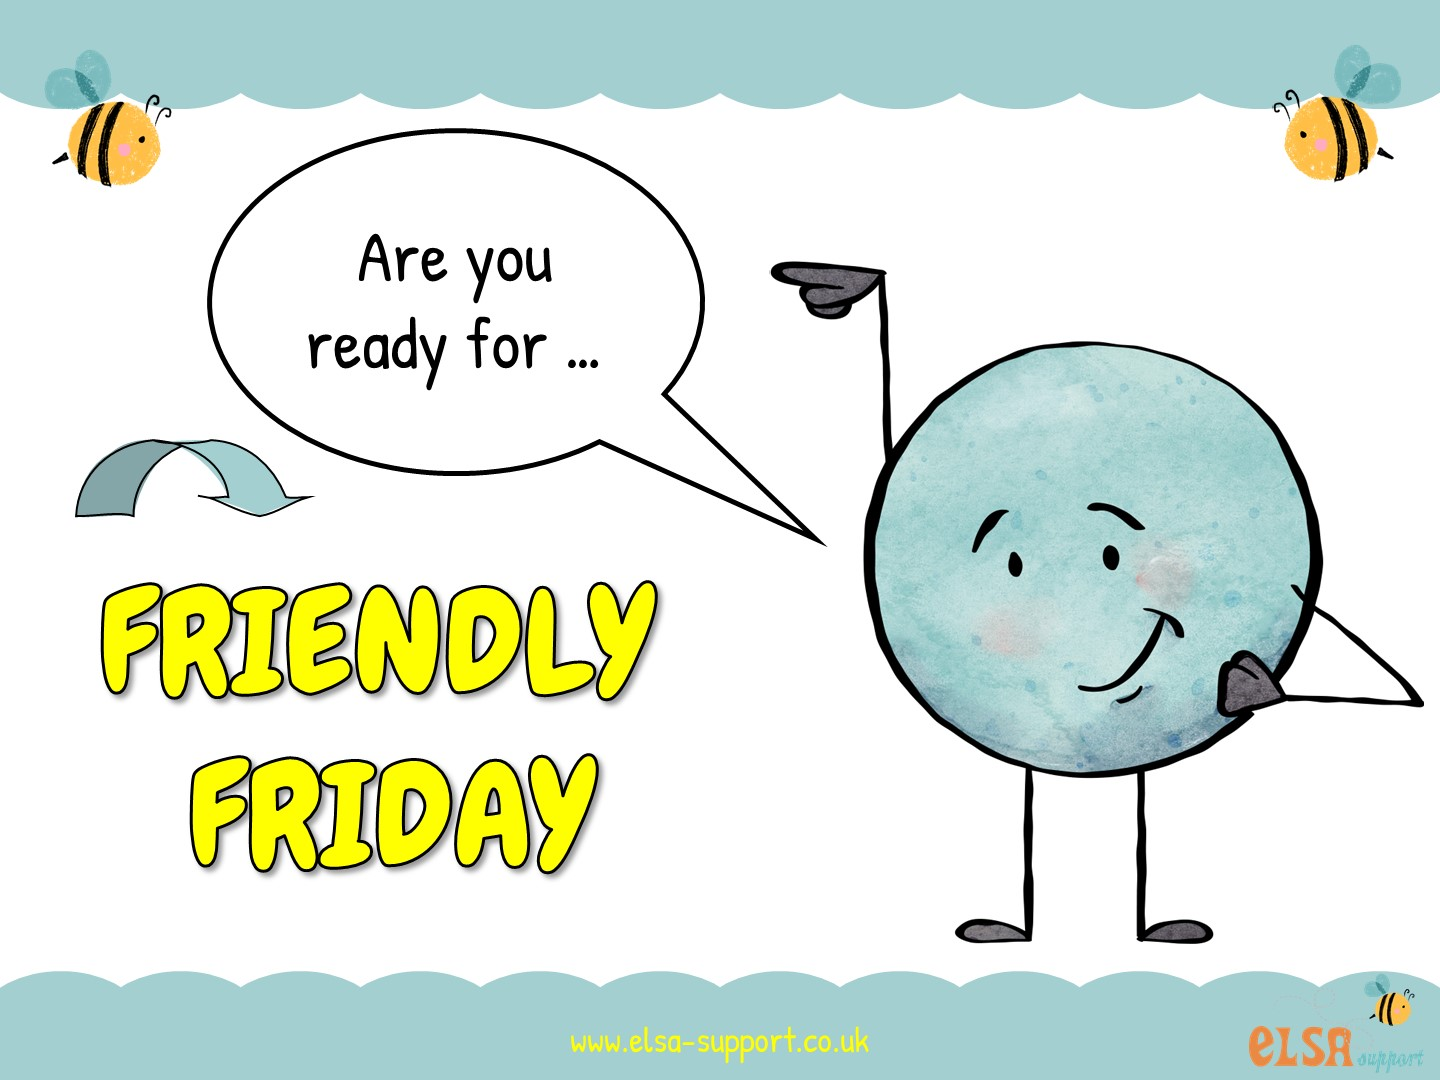 Are you
ready for ...
FRIENDLY
FRIDAY
www.elsa-support.co.uk
ELSA support